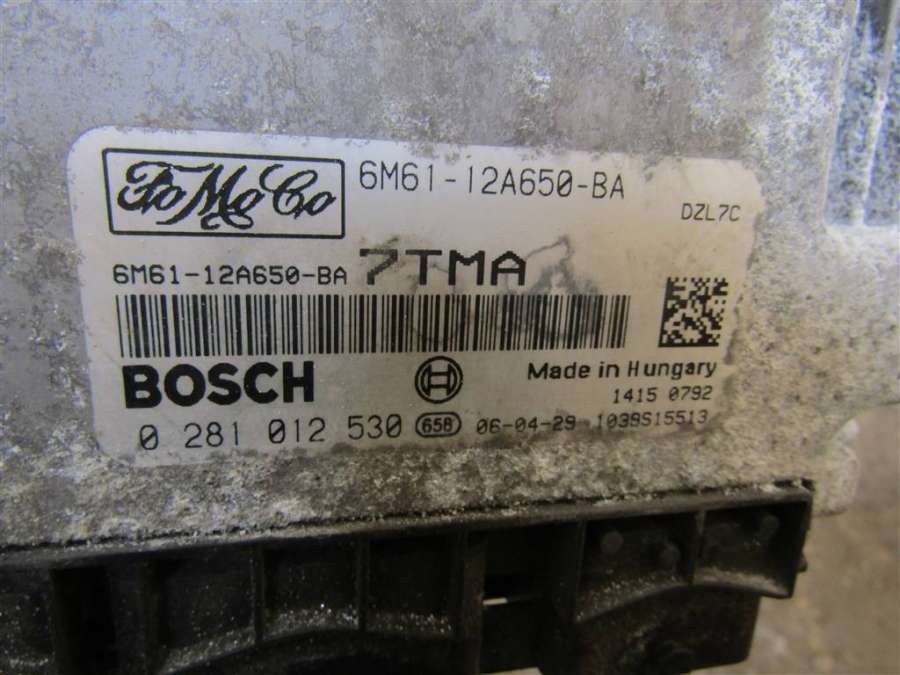 FoMoCo
6M61-12A650-BA
DZL7C
6M61-12A650-BA 7TMA
BOSCH
Made in Hungary
1415 0792
0 281 012 530 658 06-04-29 1039S15513